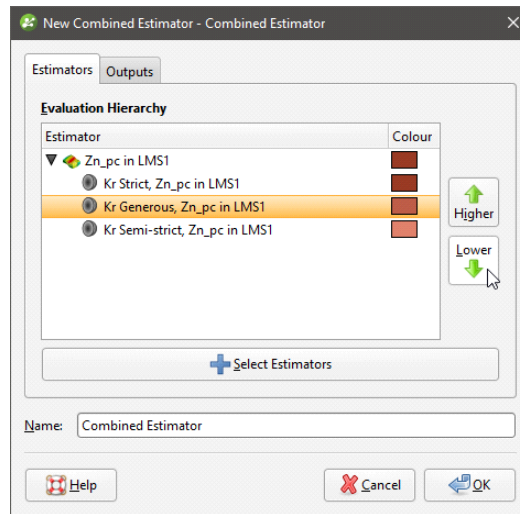 New Combined Estimator - Combined Estimator
Estimators Outputs
Evaluation Hierarchy
Estimator Colour
Zn_pc in LMS1
Kr Strict, Zn_pc in LMS1
Kr Generous, Zn_pc in LMS1
Kr Semi-strict, Zn_pc in LMS1
Higher
Lower
Select Estimators
Name: Combined Estimator
Help Cancel OK